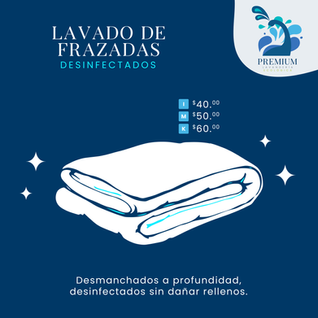 LAVADO DE
FRAZADAS
DESINFECTADOS
PREMIUM
I $40.00
M $50.00
K $60.00
Desmanchados a profundidad,
desinfectados sin dañar rellenos.